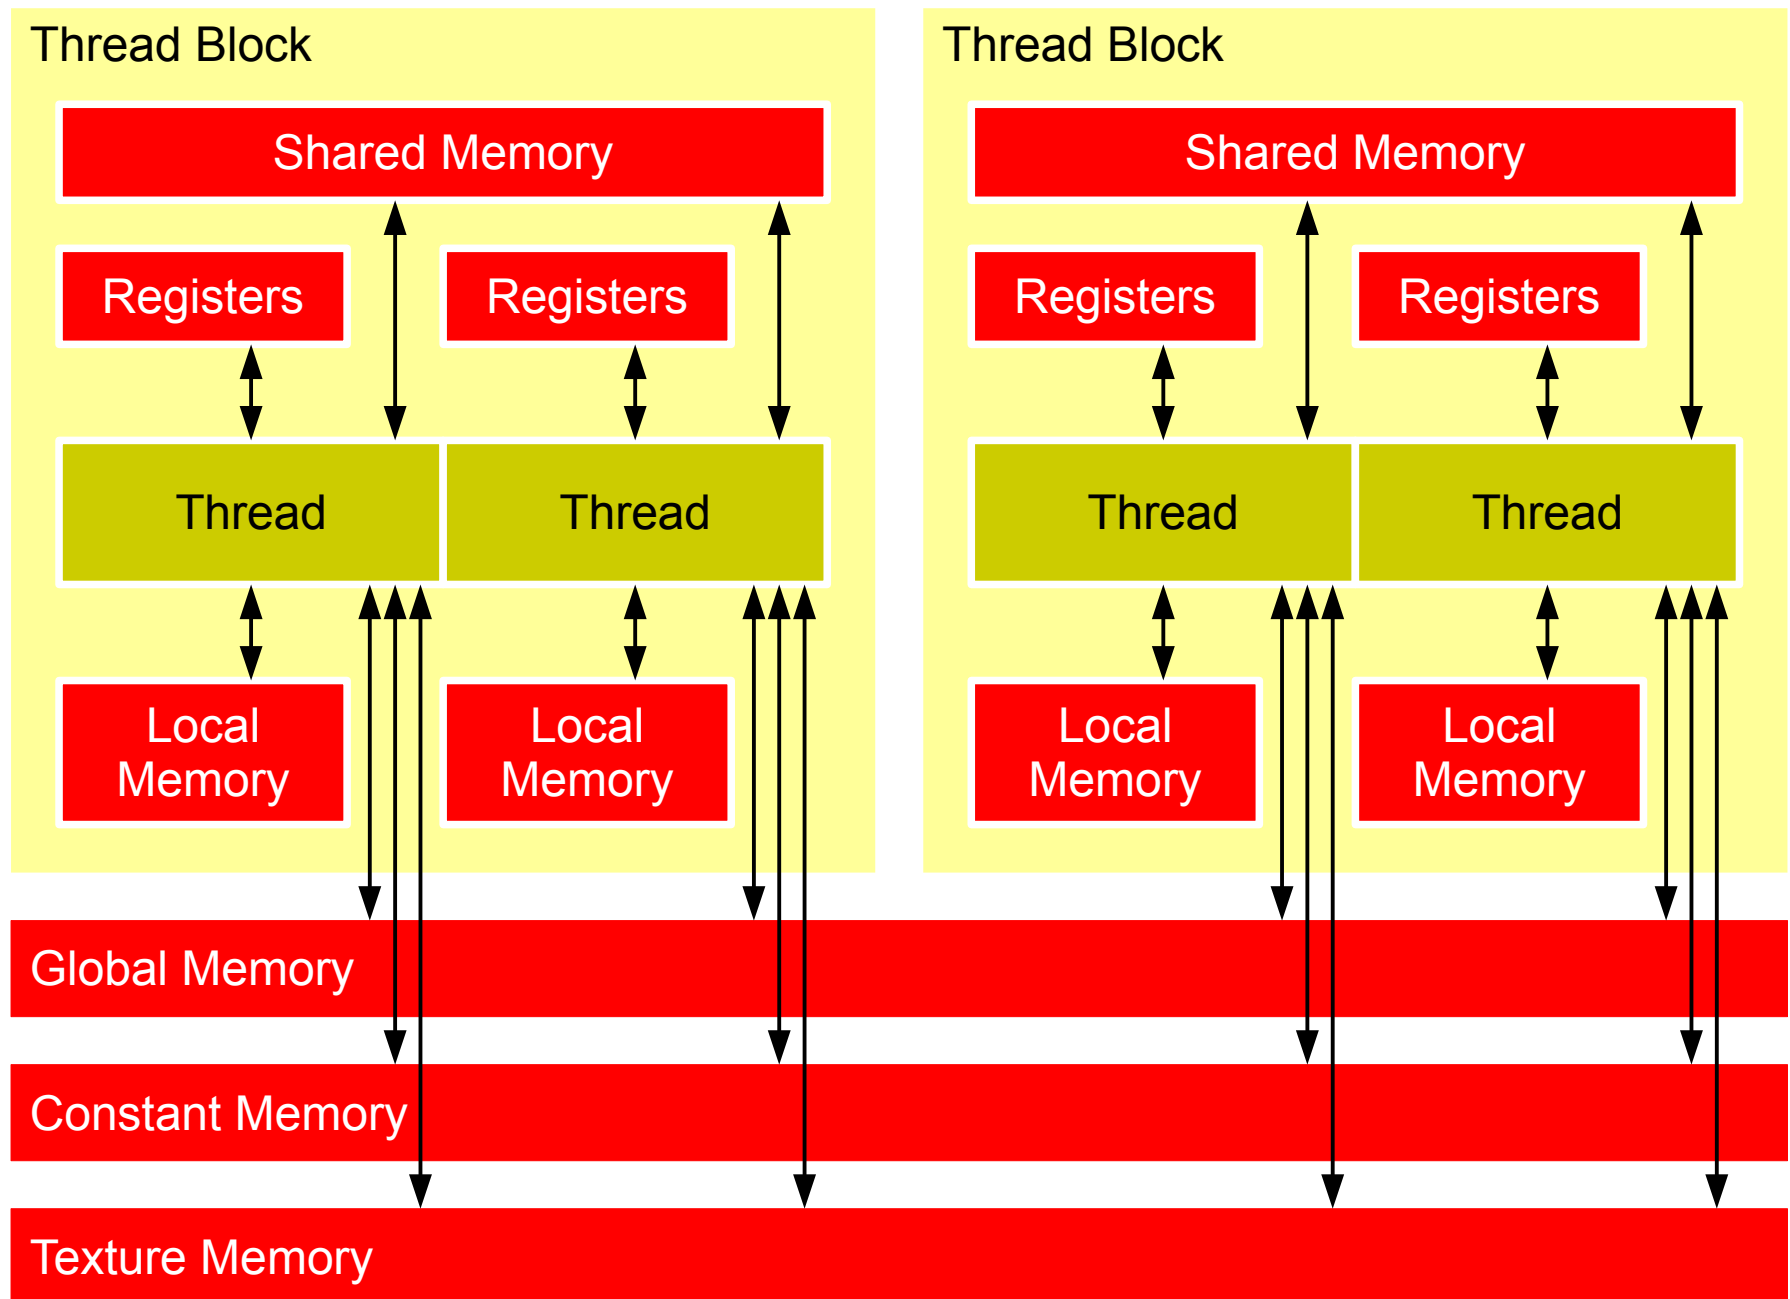 Thread Block
Shared Memory
Registers
Registers
Thread
Thread
Local
Memory
Local
Memory
Thread Block
Shared Memory
Registers
Registers
Thread
Thread
Local
Memory
Local
Memory
Global Memory
Constant Memory
Texture Memory